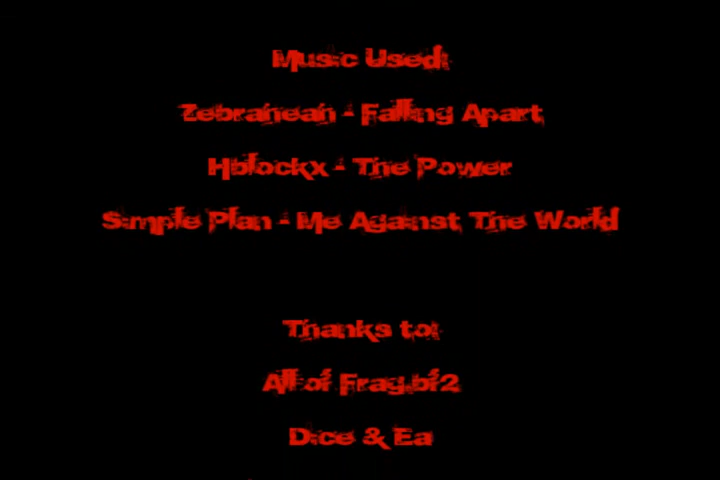 Music Used:
Zebrahead - Falling Apart
Hblockx - The Power
Simple Plan - Me Against The World
Thanks to:
All of Frag.bf2
Dice & Ea